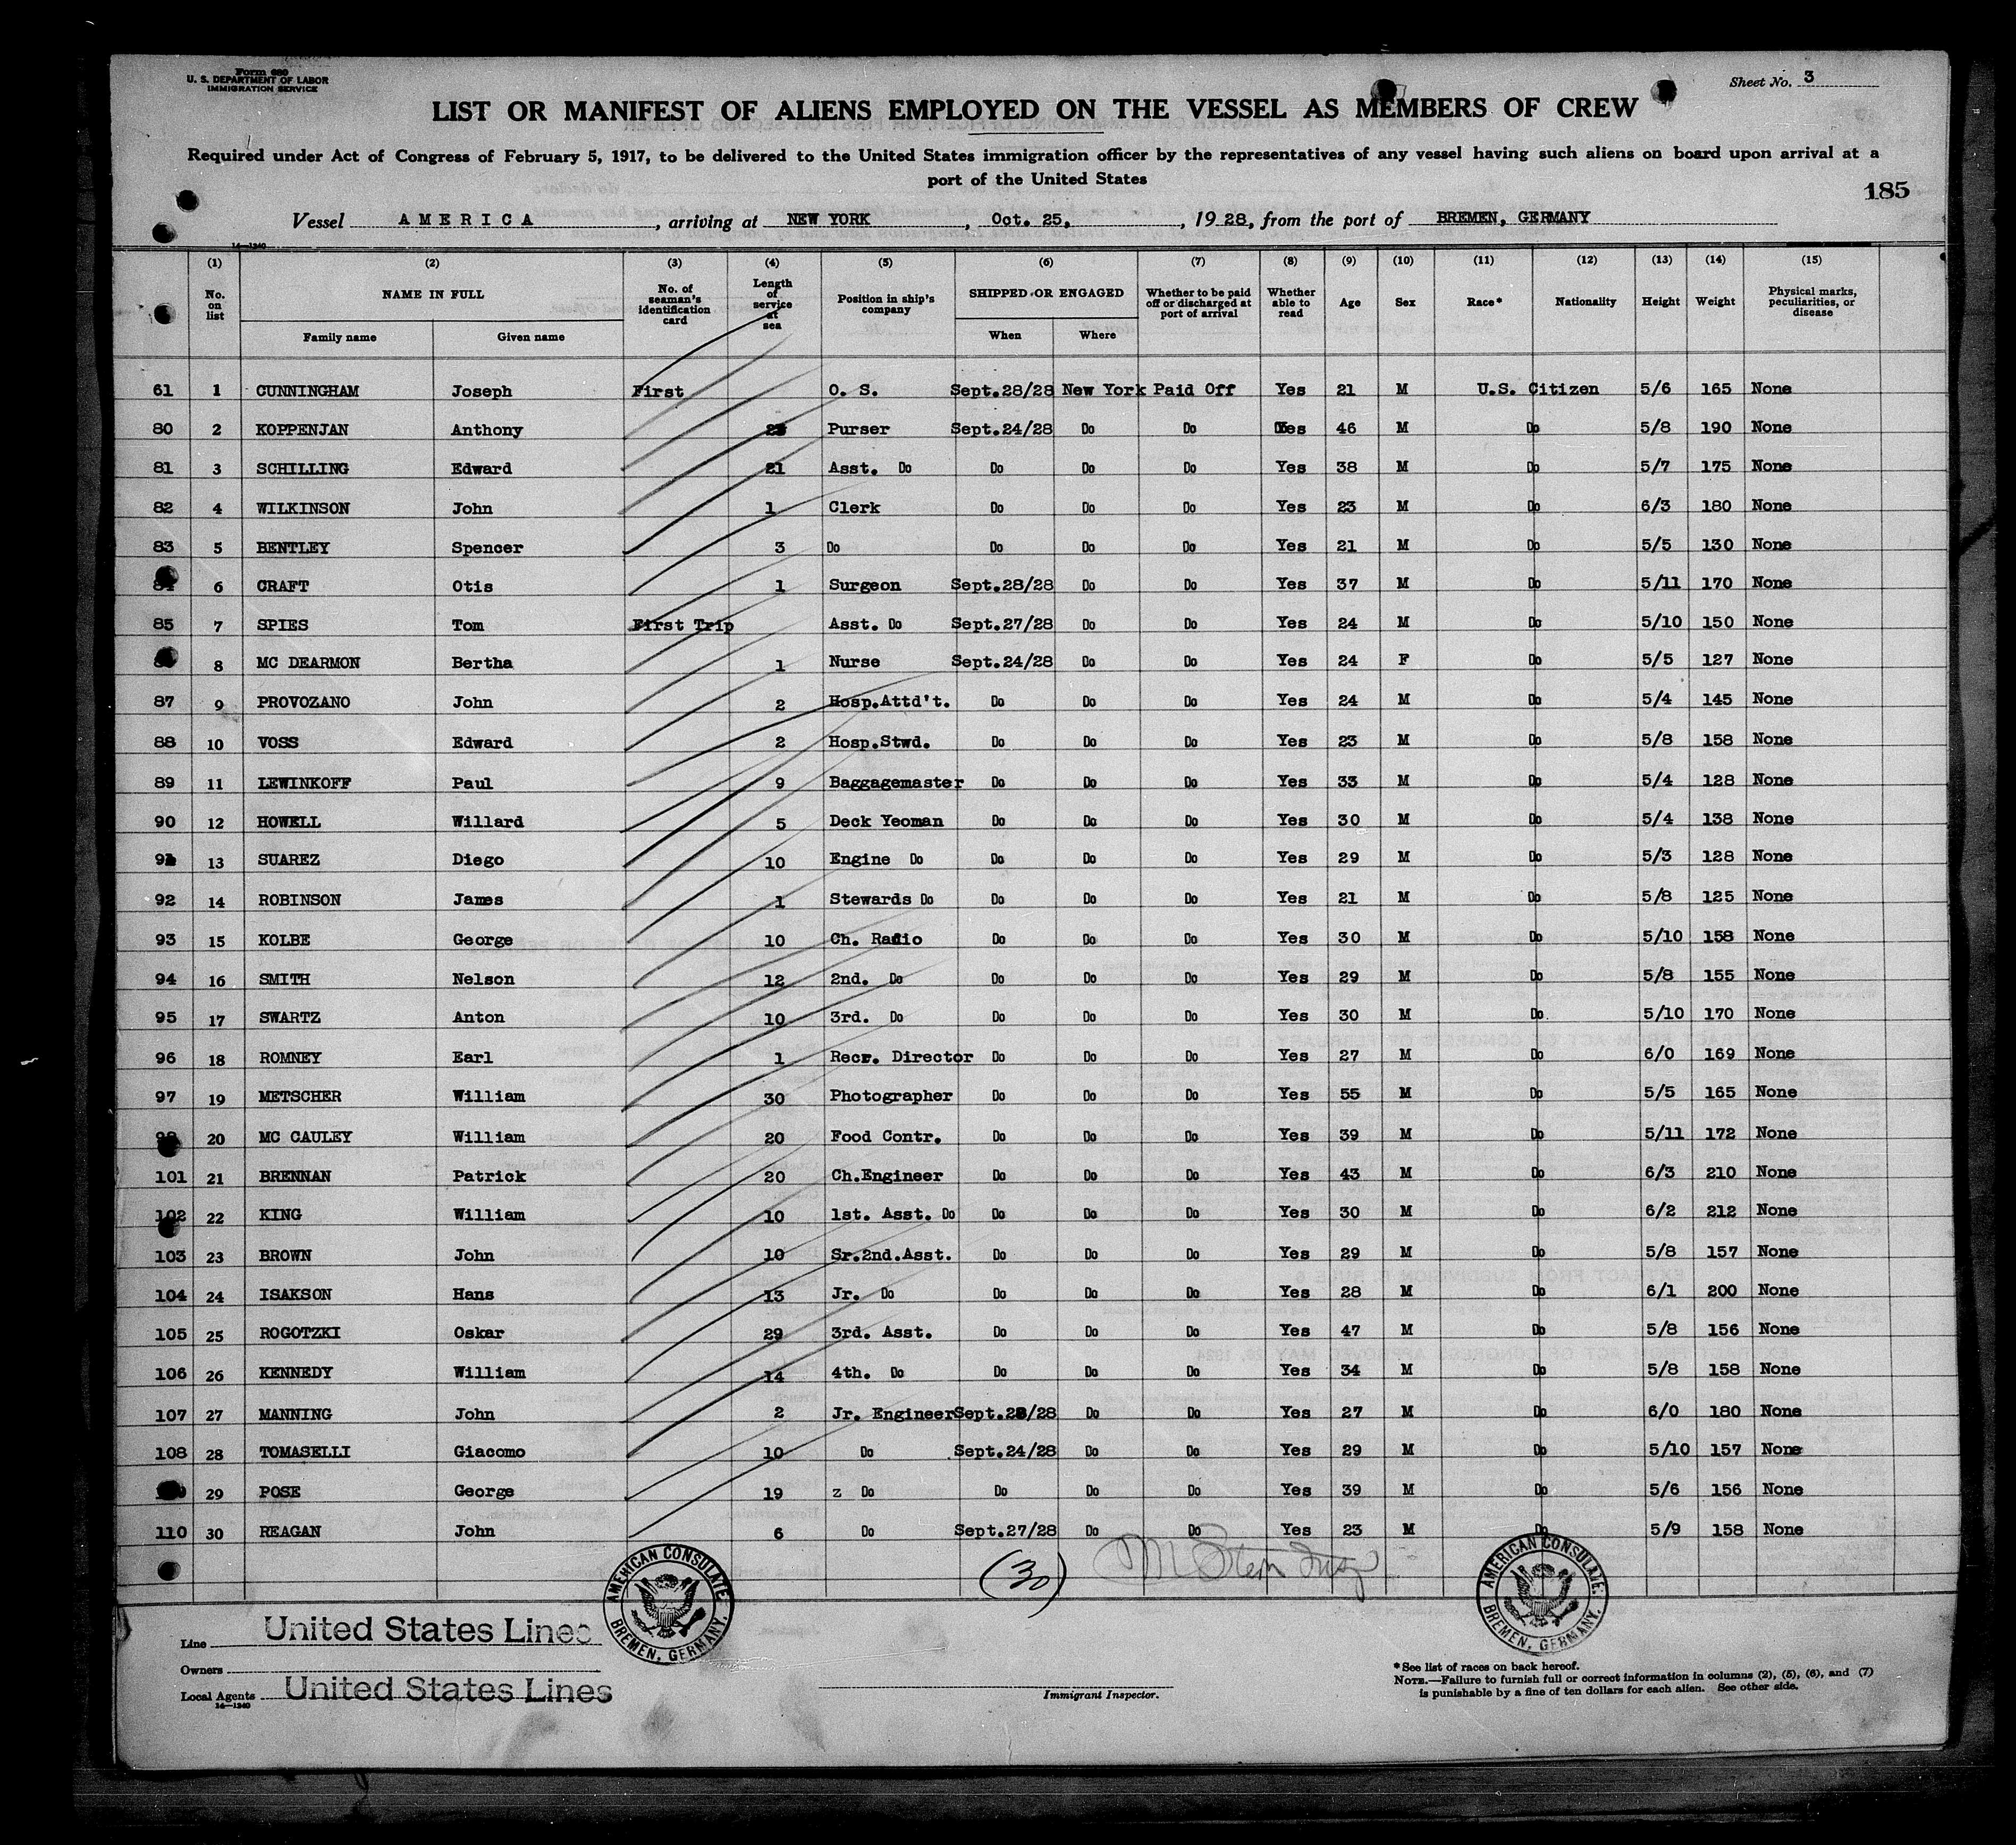 Form 680
U. S. DEPARTMENT OF LABOR
IMMIGRATION SERVICE
Sheet No. 3
LIST OR MANIFEST OF ALIENS EMPLOYED ON THE VESSEL AS MEMBERS OF CREW
Required under Act of Congress of February 5, 1917, to be delivered to the United States immigration officer by the representatives of any vessel having such aliens on board upon arrival at a
port of the United States
185
Vessel AMERICA, arriving at NEW YORK, Oct. 25, 1928, from the port of BREMEN, GERMANY
14—1240
(1) (2) (3) (4) (5) (6) (7) (8) (9) (10) (11) (12) (13) (14) (15)
No. on list NAME IN FULL Family name Given name No. of seaman's identification card Length of service at sea Position in ship's company SHIPPED OR ENGAGED When Where Whether to be paid off or discharged at port of arrival Whether able to read Age Sex Race* Nationality Height Weight Physical marks, peculiarities, or disease
61 1 CUNNINGHAM Joseph First O. S. Sept.28/28 New York Paid Off Yes 21 M U.S. Citizen 5/6 165 None
80 2 KOPPENJAN Anthony Purser Sept.24/28 Do Do Yes 46 M Do 5/8 190 None
81 3 SCHILLING Edward 21 Asst. Do Do Do Do Yes 38 M Do 5/7 175 None
82 4 WILKINSON John 1 Clerk Do Do Do Yes 23 M Do 6/3 180 None
83 5 BENTLEY Spencer 3 Do Do Do Do Yes 21 M Do 5/5 130 None
84 6 CRAFT Otis 1 Surgeon Sept.28/28 Do Do Yes 37 M Do 5/11 170 None
85 7 SPIES Tom First Trip Asst. Do Sept.27/28 Do Do Yes 24 M Do 5/10 150 None
8 MC DEARMON Bertha 1 Nurse Sept.24/28 Do Do Yes 24 F Do 5/5 127 None
87 9 PROVOZANO John 2 Hosp.Attd't. Do Do Do Yes 24 M Do 5/4 145 None
88 10 VOSS Edward 2 Hosp.Stwd. Do Do Do Yes 23 M Do 5/8 158 None
89 11 LEWINKOFF Paul 9 Baggagemaster Do Do Do Yes 33 M Do 5/4 128 None
90 12 HOWELL Willard 5 Deck Yeoman Do Do Do Yes 30 M Do 5/4 138 None
91 13 SUAREZ Diego 10 Engine Do Do Do Do Yes 29 M Do 5/3 128 None
92 14 ROBINSON James 1 Stewards Do Do Do Do Yes 21 M Do 5/8 125 None
93 15 KOLBE George 10 Ch. Radio Do Do Do Yes 30 M Do 5/10 158 None
94 16 SMITH Nelson 12 2nd. Do Do Do Do Yes 29 M Do 5/8 155 None
95 17 SWARTZ Anton 10 3rd. Do Do Do Do Yes 30 M Do. 5/10 170 None
96 18 ROMNEY Earl 1 Recr. Director Do Do Do Yes 27 M Do 6/0 169 None
97 19 METSCHER William 30 Photographer Do Do Do Yes 55 M Do 5/5 165 None
20 MC CAULEY William 20 Food Contr. Do Do Do Yes 39 M Do 5/11 172 None
101 21 BRENNAN Patrick 20 Ch.Engineer Do Do Do Yes 43 M Do 6/3 210 None
102 22 KING William 10 1st. Asst. Do Do Do Do Yes 30 M Do 6/2 212 None
103 23 BROWN John 10 Sr.2nd.Asst. Do Do Do Yes 29 M Do 5/8 157 None
104 24 ISAKSON Hans 13 Jr. Do Do Do Do Yes 28 M Do 6/1 200 None
105 25 ROGOTZKI Oskar 29 3rd. Asst. Do Do Do Yes 47 M Do 5/8 156 None
106 26 KENNEDY William 14 4th. Do Do Do Do Yes 34 M Do 5/8 158 None
107 27 MANNING John 2 Jr. Engineer Sept.28/28 Do Do Yes 27 M Do 6/0 180 None
108 28 TOMASELLI Giacomo 10 Do Sept.24/28 Do Do Yes 29 M Do 5/10 157 None
29 POSE George 19 z Do Do Do Do Yes 39 M Do 5/6 156 None
110 30 REAGAN John 6 Do Sept.27/28 Do Do Yes 23 M Do 5/9 158 None
(30) M Stein Insp
AMERICAN CONSULATE. BREMEN, GERMANY.
AMERICAN CONSULATE. BREMEN, GERMANY.
Line United States Lines
Owners
Local Agents United States Lines
14—1240
Immigrant Inspector.
*See list of races on back hereof.
NOTE.—Failure to furnish full or correct information in columns (2), (5), (6), and (7)
is punishable by a fine of ten dollars for each alien. See other side.